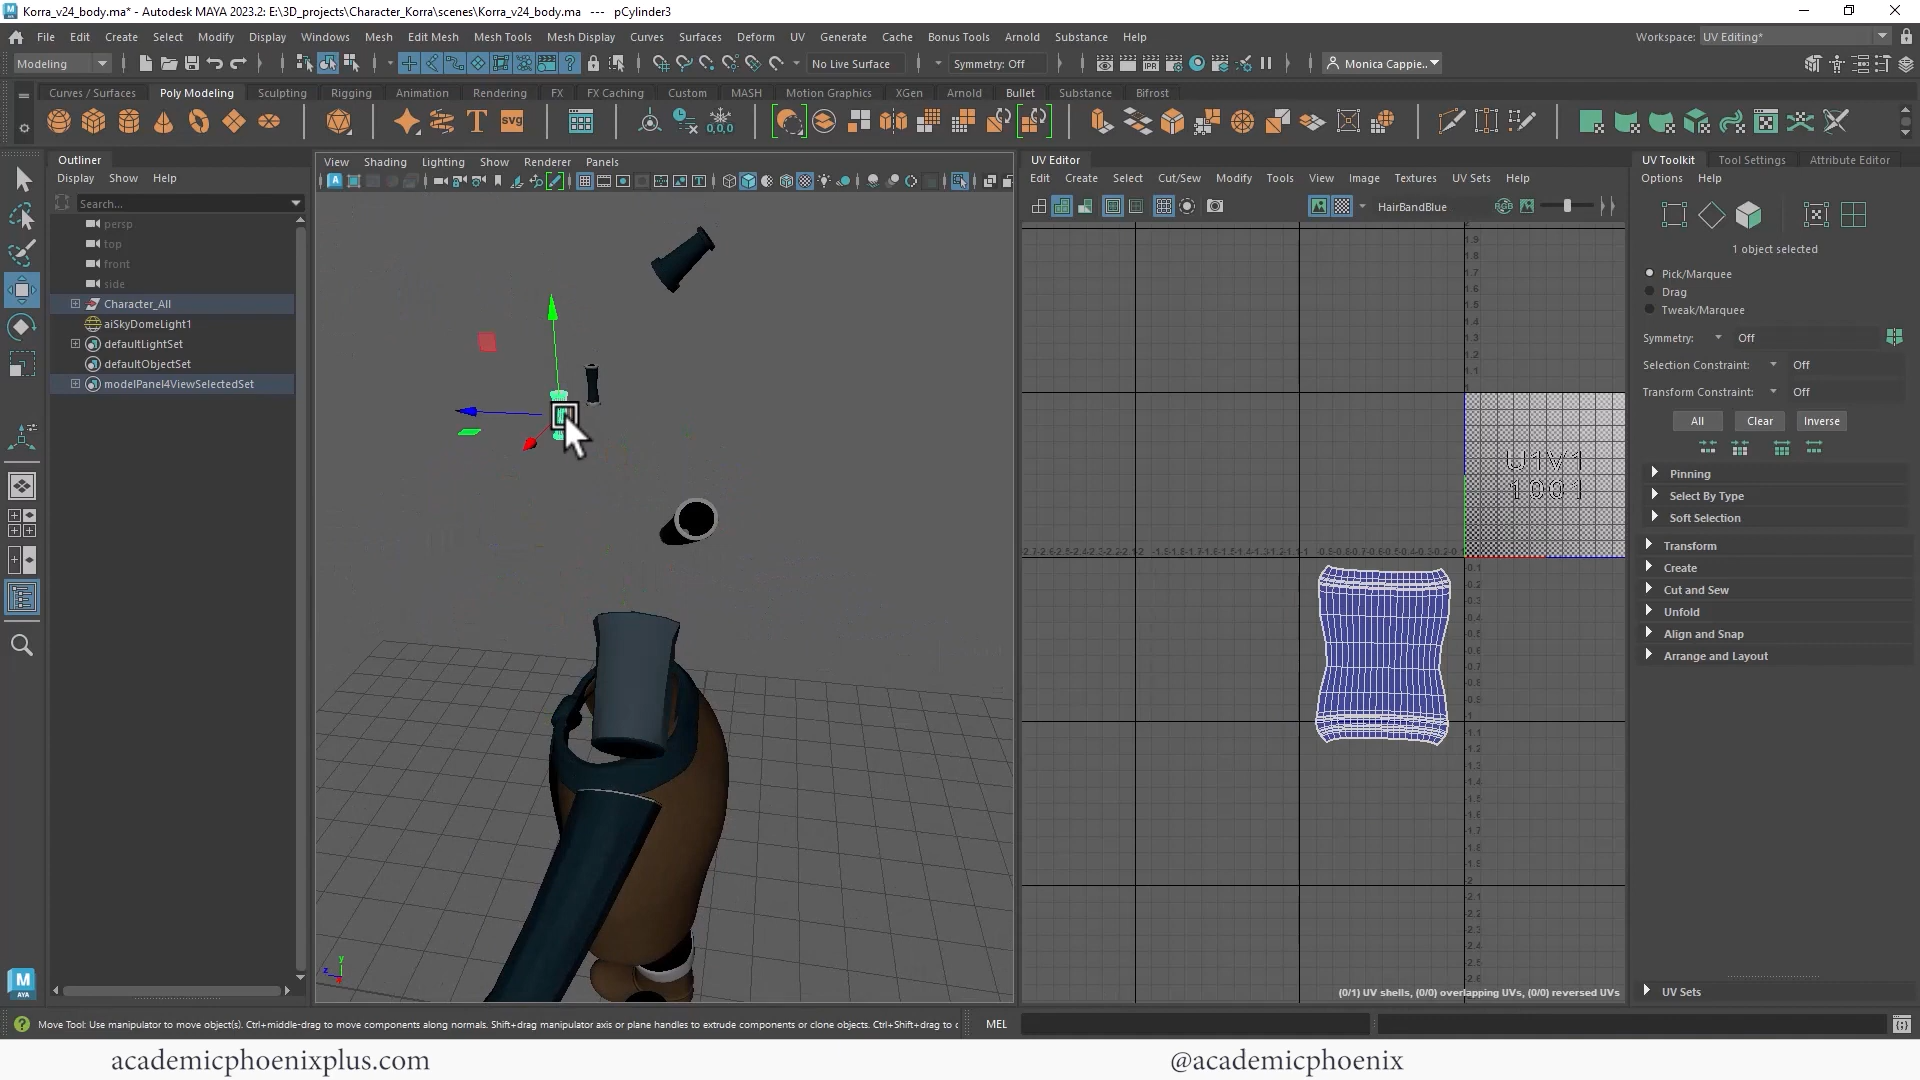 Korra_v24_body.ma* - Autodesk MAYA 2023.2: E:\3D_projects\Character_Korra\scenes\Korra_v24_body.ma --- pCylinder3
File Edit Create Select Modify Display Windows Mesh Edit Mesh Mesh Tools Mesh Display Curves Surfaces Deform UV Generate Cache Bonus Tools Arnold Substance Help
Workspace: UV Editing*
Modeling No Live Surface Symmetry: Off Monica Cappie...
Curves / Surfaces Poly Modeling Sculpting Rigging Animation Rendering FX FX Caching Custom MASH Motion Graphics XGen Arnold Bullet Substance Bifrost
T SVG 0,0,0
Outliner
Display Show Help
Search...
persp
top
front
side
Character_All
aiSkyDomeLight1
defaultLightSet
defaultObjectSet
modelPanel4ViewSelectedSet
View Shading Lighting Show Renderer Panels
UV Editor
Edit Create Select Cut/Sew Modify Tools View Image Textures UV Sets Help
HairBandBlue
U1V1
1001
(0/1) UV shells, (0/0) overlapping UVs, (0/0) reversed UVs
UV Toolkit Tool Settings Attribute Editor
Options Help
1 object selected
Pick/Marquee
Drag
Tweak/Marquee
Symmetry: Off
Selection Constraint: Off
Transform Constraint: Off
All Clear Inverse
Pinning
Select By Type
Soft Selection
Transform
Create
Cut and Sew
Unfold
Align and Snap
Arrange and Layout
UV Sets
Move Tool: Use manipulator to move object(s). Ctrl+middle-drag to move components along normals. Shift+drag manipulator axis or plane handles to extrude components or clone objects. Ctrl+Shift+drag to c
MEL
academicphoenixplus.com
@academicphoenix